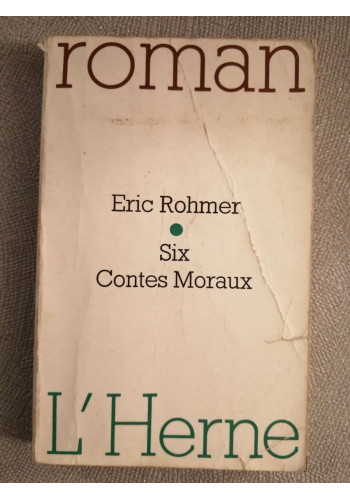 roman
Eric Rohmer
Six
Contes Moraux
L'Herne